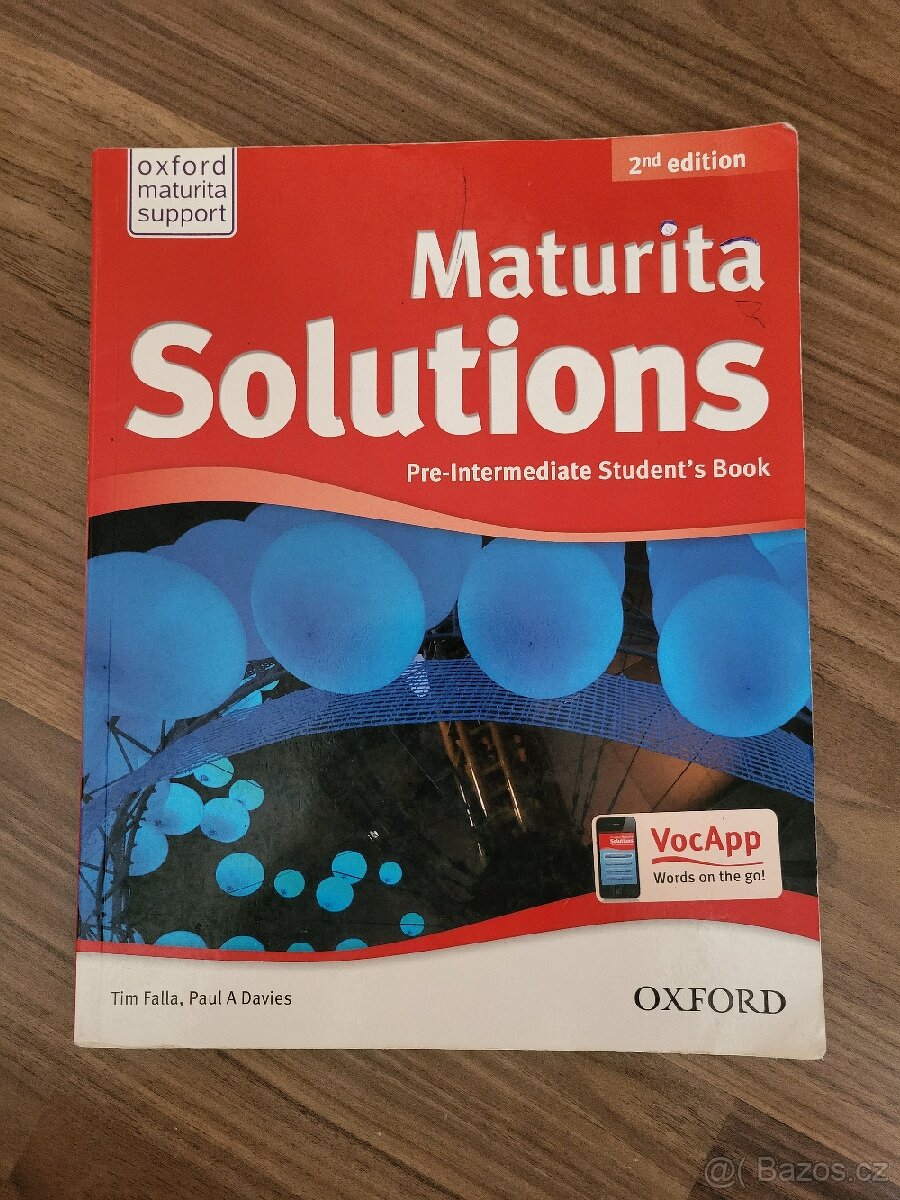 oxford
maturita
support
2nd edition
Maturita
Solutions
Pre-Intermediate Student's Book
Solutions
VocApp
Words on the go!
Tim Falla, Paul A Davies
OXFORD
@( Bazos.cz